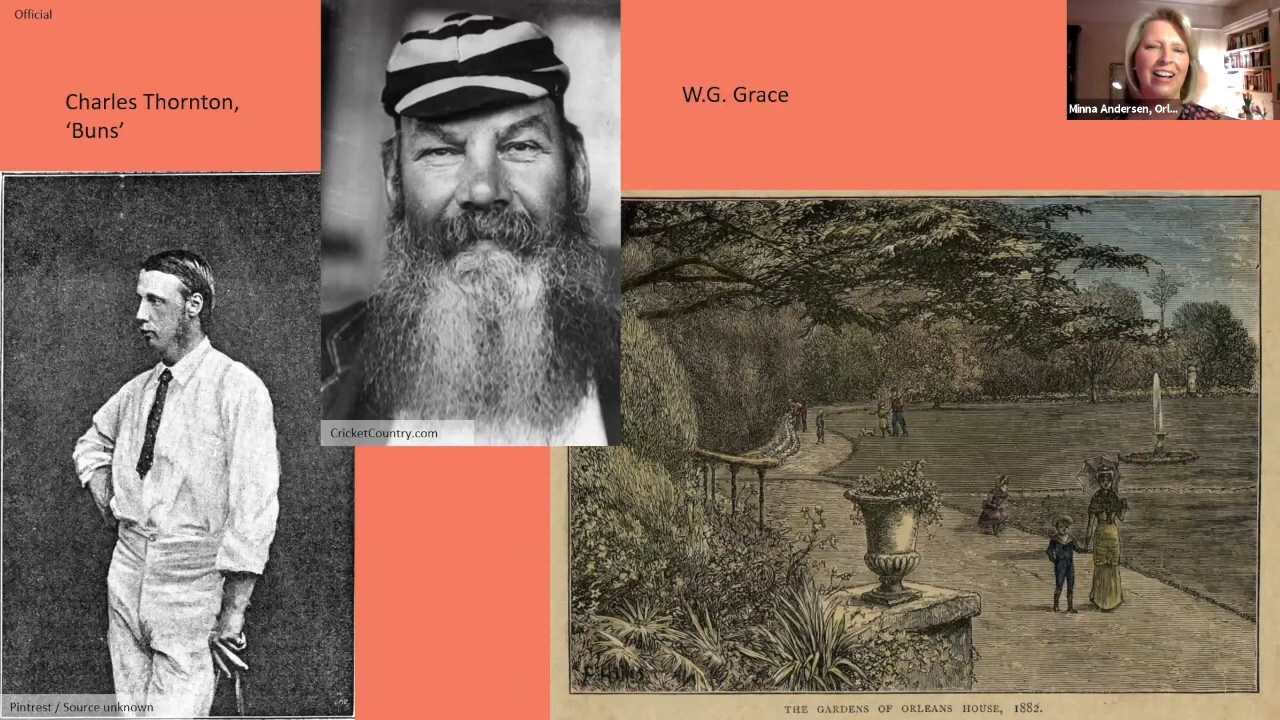 Official
Charles Thornton,
‘Buns’
W.G. Grace
Minna Andersen, Orl...
CricketCountry.com
Pintrest / Source unknown
THE GARDENS OF ORLEANS HOUSE, 1882.